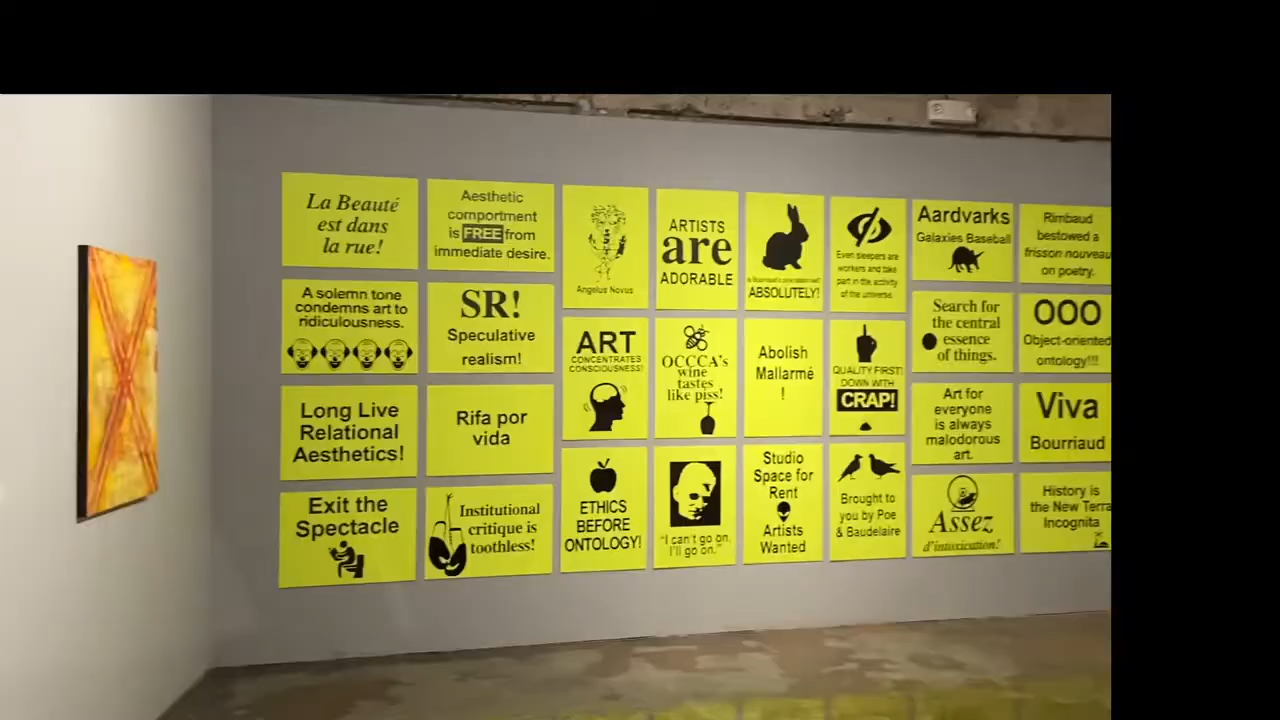 La Beauté
est dans
la rue!
A solemn tone
condemns art to
ridiculousness.
Long Live
Relational
Aesthetics!
Exit the
Spectacle
Aesthetic
comportment
is FREE from
immediate desire.
SR!
Speculative
realism!
Rifa por
vida
Institutional
critique is
toothless!
Angelus Novus
ART
CONCENTRATES
CONSCIOUSNESS!
ETHICS
BEFORE
ONTOLOGY!
ARTISTS
are
ADORABLE
OCCCA's
wine
tastes
like piss!
"I can't go on,
I'll go on."
ABSOLUTELY!
Abolish
Mallarmé
!
Studio
Space for
Rent
Artists
Wanted
Even sleepers are
workers and take
part in the activity
of the universe.
QUALITY FIRST!
DOWN WITH
CRAP!
Brought to
you by Poe
& Baudelaire
Aardvarks
Galaxies Baseball
Search for
the central
essence
of things.
Art for
everyone
is always
malodorous
art.
Assez
d'intoxication!
Rimbaud
bestowed a
frisson nouveau
on poetry.
OOO
Object-oriented
ontology!!!
Viva
Bourriaud
History is
the New Terra
Incognita